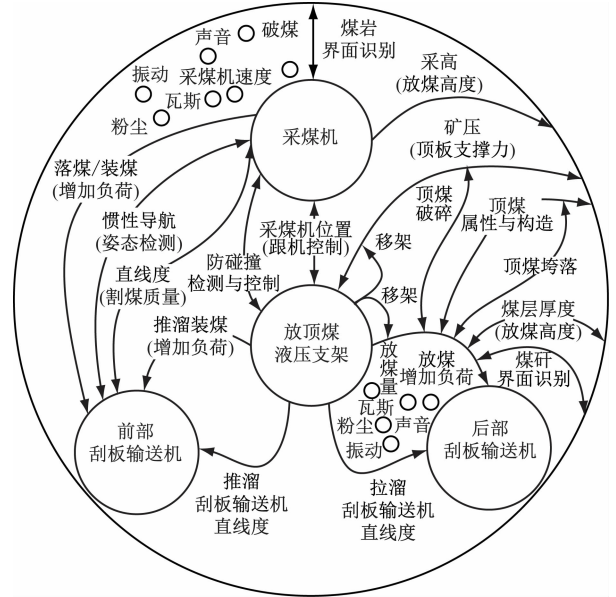 破煤
声音
煤岩
界面识别
振动
采煤机速度
瓦斯
粉尘
采高
(放煤高度)
采煤机
矿压
(顶板支撑力)
落煤/装煤
(增加负荷)
顶煤
破碎
顶煤
属性与构造
惯性导航
(姿态检测)
采煤机位置
(跟机控制)
移架
直线度
(割煤质量)
防碰撞
检测与控制
顶煤垮落
移架
推溜装煤
(增加负荷)
放顶煤
液压支架
煤层厚度
(放煤高度)
放
煤
量
放煤
增加负荷
煤矸
界面识别
瓦斯
粉尘
声音
振动
前部
刮板输送机
后部
刮板输送机
推溜
刮板输送机
直线度
拉溜
刮板输送机
直线度